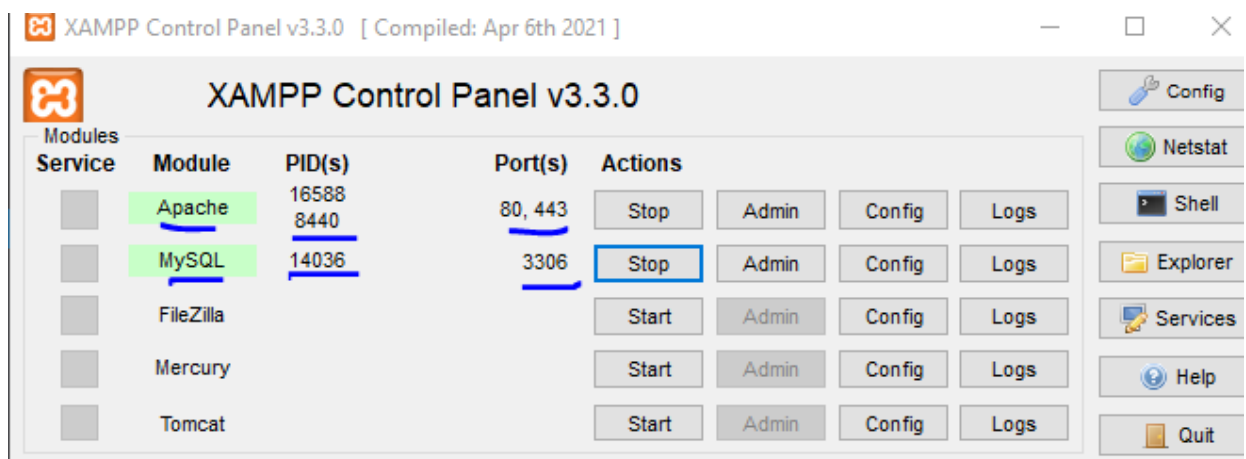 XAMPP Control Panel v3.3.0 [ Compiled: Apr 6th 2021 ]
XAMPP Control Panel v3.3.0
Config
Modules
Service Module PID(s) Port(s) Actions
Netstat
Apache 16588 8440 80, 443 Stop Admin Config Logs
Shell
MySQL 14036 3306 Stop Admin Config Logs
Explorer
FileZilla Start Admin Config Logs
Services
Mercury Start Admin Config Logs
Help
Tomcat Start Admin Config Logs
Quit